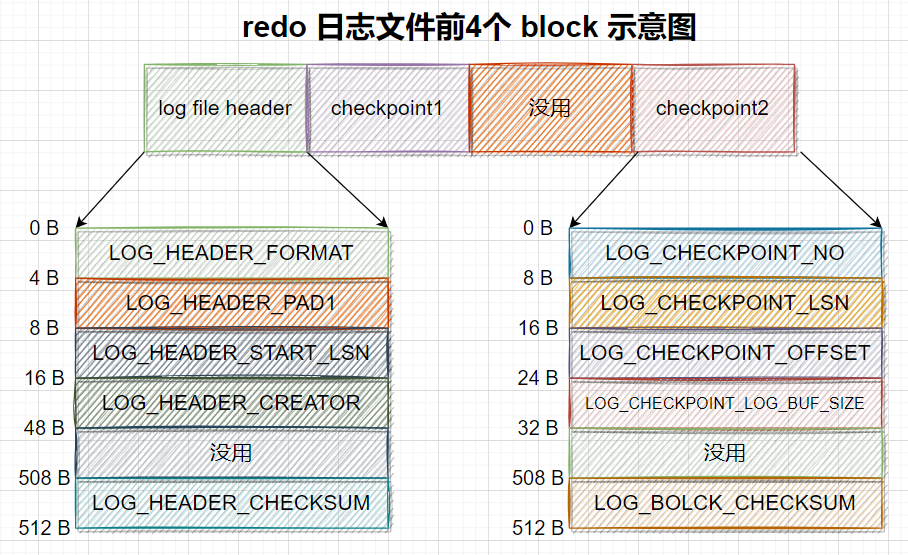 redo 日志文件前4个 block 示意图
log file header
checkpoint1
没用
checkpoint2
0 B
LOG_HEADER_FORMAT
4 B
LOG_HEADER_PAD1
8 B
LOG_HEADER_START_LSN
16 B
LOG_HEADER_CREATOR
48 B
没用
508 B
LOG_HEADER_CHECKSUM
512 B
0 B
LOG_CHECKPOINT_NO
8 B
LOG_CHECKPOINT_LSN
16 B
LOG_CHECKPOINT_OFFSET
24 B
LOG_CHECKPOINT_LOG_BUF_SIZE
32 B
没用
508 B
LOG_BOLCK_CHECKSUM
512 B